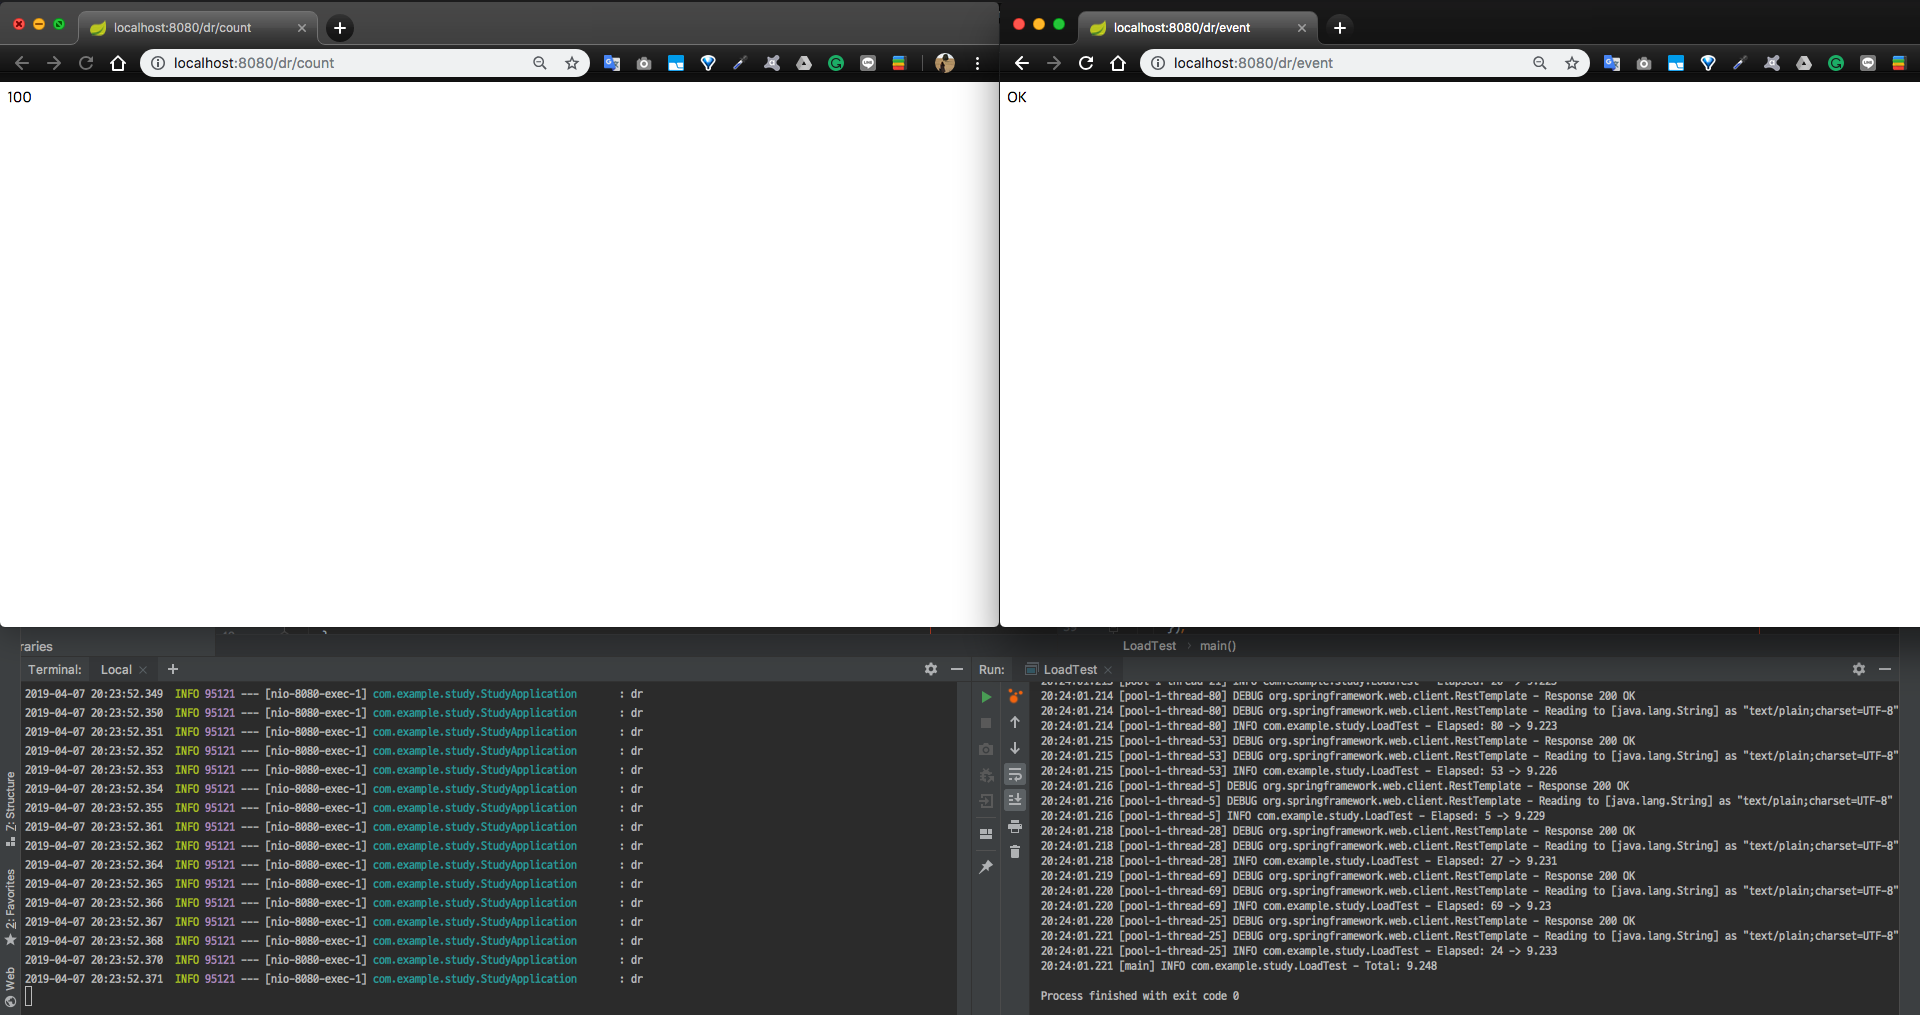 localhost:8080/dr/count
localhost:8080/dr/count
100
localhost:8080/dr/event
localhost:8080/dr/event
OK
raries
LoadTest › main()
Terminal: Local
2019-04-07 20:23:52.349 INFO 95121 --- [nio-8080-exec-1] com.example.study.StudyApplication : dr
2019-04-07 20:23:52.350 INFO 95121 --- [nio-8080-exec-1] com.example.study.StudyApplication : dr
2019-04-07 20:23:52.351 INFO 95121 --- [nio-8080-exec-1] com.example.study.StudyApplication : dr
2019-04-07 20:23:52.352 INFO 95121 --- [nio-8080-exec-1] com.example.study.StudyApplication : dr
2019-04-07 20:23:52.353 INFO 95121 --- [nio-8080-exec-1] com.example.study.StudyApplication : dr
2019-04-07 20:23:52.354 INFO 95121 --- [nio-8080-exec-1] com.example.study.StudyApplication : dr
2019-04-07 20:23:52.355 INFO 95121 --- [nio-8080-exec-1] com.example.study.StudyApplication : dr
2019-04-07 20:23:52.361 INFO 95121 --- [nio-8080-exec-1] com.example.study.StudyApplication : dr
2019-04-07 20:23:52.362 INFO 95121 --- [nio-8080-exec-1] com.example.study.StudyApplication : dr
2019-04-07 20:23:52.364 INFO 95121 --- [nio-8080-exec-1] com.example.study.StudyApplication : dr
2019-04-07 20:23:52.365 INFO 95121 --- [nio-8080-exec-1] com.example.study.StudyApplication : dr
2019-04-07 20:23:52.366 INFO 95121 --- [nio-8080-exec-1] com.example.study.StudyApplication : dr
2019-04-07 20:23:52.367 INFO 95121 --- [nio-8080-exec-1] com.example.study.StudyApplication : dr
2019-04-07 20:23:52.368 INFO 95121 --- [nio-8080-exec-1] com.example.study.StudyApplication : dr
2019-04-07 20:23:52.370 INFO 95121 --- [nio-8080-exec-1] com.example.study.StudyApplication : dr
2019-04-07 20:23:52.371 INFO 95121 --- [nio-8080-exec-1] com.example.study.StudyApplication : dr
Z: Structure
2: Favorites
Web
Run: LoadTest
20:24:01.214 [pool-1-thread-80] DEBUG org.springframework.web.client.RestTemplate - Response 200 OK
20:24:01.214 [pool-1-thread-80] DEBUG org.springframework.web.client.RestTemplate - Reading to [java.lang.String] as "text/plain;charset=UTF-8"
20:24:01.214 [pool-1-thread-80] INFO com.example.study.LoadTest - Elapsed: 80 -> 9.223
20:24:01.215 [pool-1-thread-53] DEBUG org.springframework.web.client.RestTemplate - Response 200 OK
20:24:01.215 [pool-1-thread-53] DEBUG org.springframework.web.client.RestTemplate - Reading to [java.lang.String] as "text/plain;charset=UTF-8"
20:24:01.215 [pool-1-thread-53] INFO com.example.study.LoadTest - Elapsed: 53 -> 9.226
20:24:01.216 [pool-1-thread-5] DEBUG org.springframework.web.client.RestTemplate - Response 200 OK
20:24:01.216 [pool-1-thread-5] DEBUG org.springframework.web.client.RestTemplate - Reading to [java.lang.String] as "text/plain;charset=UTF-8"
20:24:01.216 [pool-1-thread-5] INFO com.example.study.LoadTest - Elapsed: 5 -> 9.229
20:24:01.218 [pool-1-thread-28] DEBUG org.springframework.web.client.RestTemplate - Response 200 OK
20:24:01.218 [pool-1-thread-28] DEBUG org.springframework.web.client.RestTemplate - Reading to [java.lang.String] as "text/plain;charset=UTF-8"
20:24:01.218 [pool-1-thread-28] INFO com.example.study.LoadTest - Elapsed: 27 -> 9.231
20:24:01.219 [pool-1-thread-69] DEBUG org.springframework.web.client.RestTemplate - Response 200 OK
20:24:01.220 [pool-1-thread-69] DEBUG org.springframework.web.client.RestTemplate - Reading to [java.lang.String] as "text/plain;charset=UTF-8"
20:24:01.220 [pool-1-thread-69] INFO com.example.study.LoadTest - Elapsed: 69 -> 9.23
20:24:01.220 [pool-1-thread-25] DEBUG org.springframework.web.client.RestTemplate - Response 200 OK
20:24:01.221 [pool-1-thread-25] DEBUG org.springframework.web.client.RestTemplate - Reading to [java.lang.String] as "text/plain;charset=UTF-8"
20:24:01.221 [pool-1-thread-25] INFO com.example.study.LoadTest - Elapsed: 24 -> 9.233
20:24:01.221 [main] INFO com.example.study.LoadTest - Total: 9.248
Process finished with exit code 0